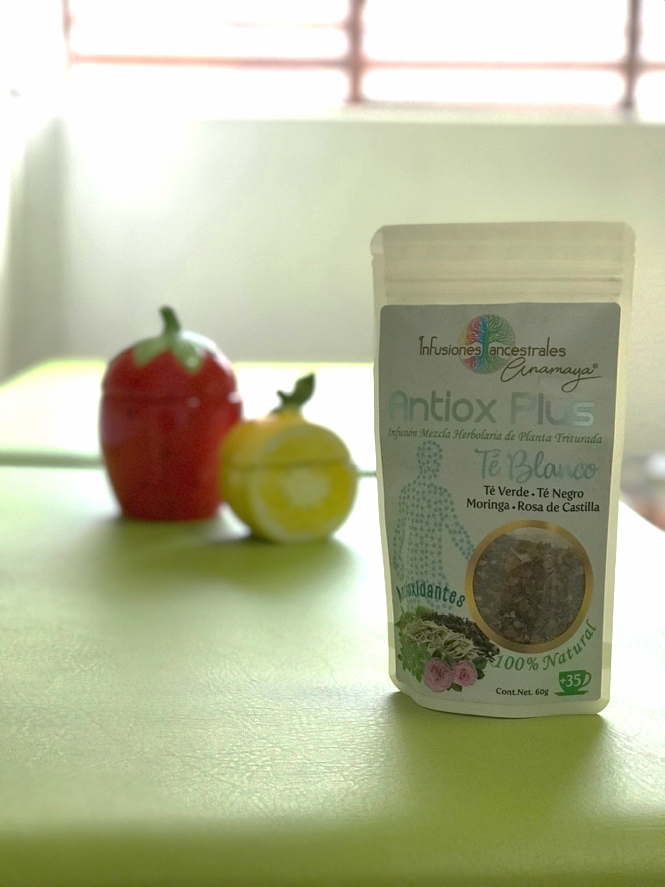 Infusiones ancestrales
Anamaya®
Antiox Plus
Infusión Mezcla Herbolaria de Planta Triturada
Té Blanco
Té Verde • Té Negro
Moringa • Rosa de Castilla
Antioxidantes
100% Natural
+35
Cont.Net. 60g